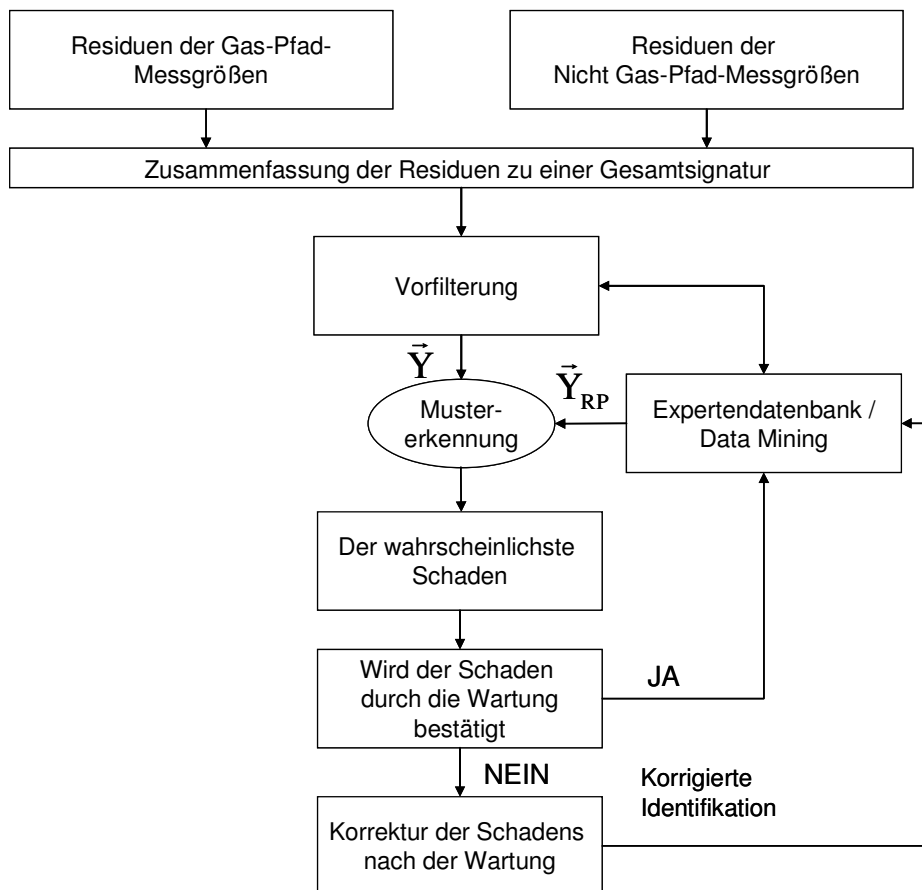 Residuen der Gas-Pfad-
Messgrößen
Residuen der
Nicht Gas-Pfad-Messgrößen
Zusammenfassung der Residuen zu einer Gesamtsignatur
Vorfilterung
Y⃗
Y⃗_RP
Muster-
erkennung
Expertendatenbank /
Data Mining
Der wahrscheinlichste
Schaden
Wird der Schaden
durch die Wartung
bestätigt
JA
NEIN
Korrigierte
Identifikation
Korrektur der Schadens
nach der Wartung